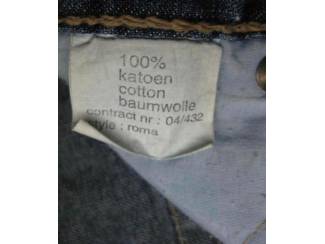 100%
katoen
cotton
baumwolle
contract nr : 04/432
style : roma